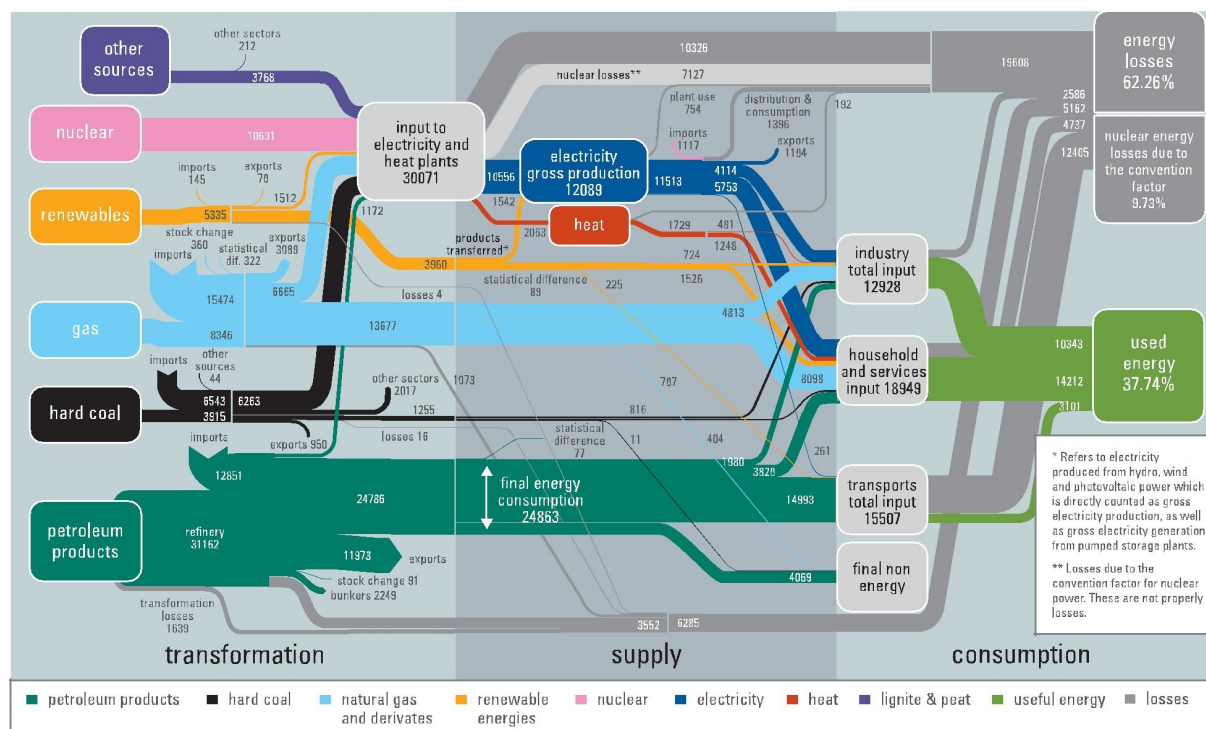 other
sources
other sectors
212
3768
nuclear
10691
renewables
imports
145
exports
70
5335
1512
stock change
360
statistical
dif. 322
exports
3089
imports
15474
6665
gas
8346
13677
losses 4
imports
other
sources
44
hard coal
6543
6263
3915
other sectors
2017
1255
losses 16
exports 950
imports
12851
petroleum
products
refinery
31162
24786
11973
exports
stock change 91
bunkers 2249
transformation
losses
1639
input to
electricity and
heat plants
30071
1172
10326
nuclear losses**
7127
plant use
754
distribution &
consumption
1396
192
imports
1117
exports
1104
10556
electricity
gross production
12089
11513
4114
5753
1542
2063
heat
1729
481
1248
products
transferred*
3960
724
statistical difference
89
225
1526
4813
1073
707
8098
816
statistical
difference
77
11
404
261
1980
3828
final energy
consumption
24863
14993
4069
3552
6285
industry
total input
12928
household
and services
input 18949
transports
total input
15507
final non
energy
19608
2586
5162
4737
12405
energy
losses
62.26%
nuclear energy
losses due to
the convention
factor
9.73%
10343
14212
3101
used
energy
37.74%
* Refers to electricity
produced from hydro, wind
and photovoltaic power which
is directly counted as gross
electricity production, as well
as gross electricity generation
from pumped storage plants.
** Losses due to the
convention factor for nuclear
power. These are not properly
losses.
transformation
supply
consumption
petroleum products
hard coal
natural gas
and derivates
renewable
energies
nuclear
electricity
heat
lignite & peat
useful energy
losses